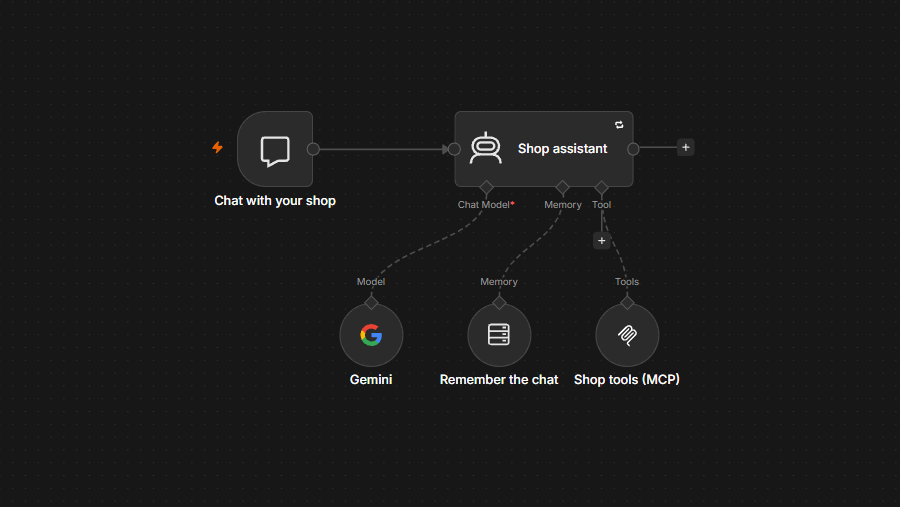 Shop assistant
Chat with your shop
Chat Model*
Memory
Tool
Model
Memory
Tools
Gemini
Remember the chat
Shop tools (MCP)